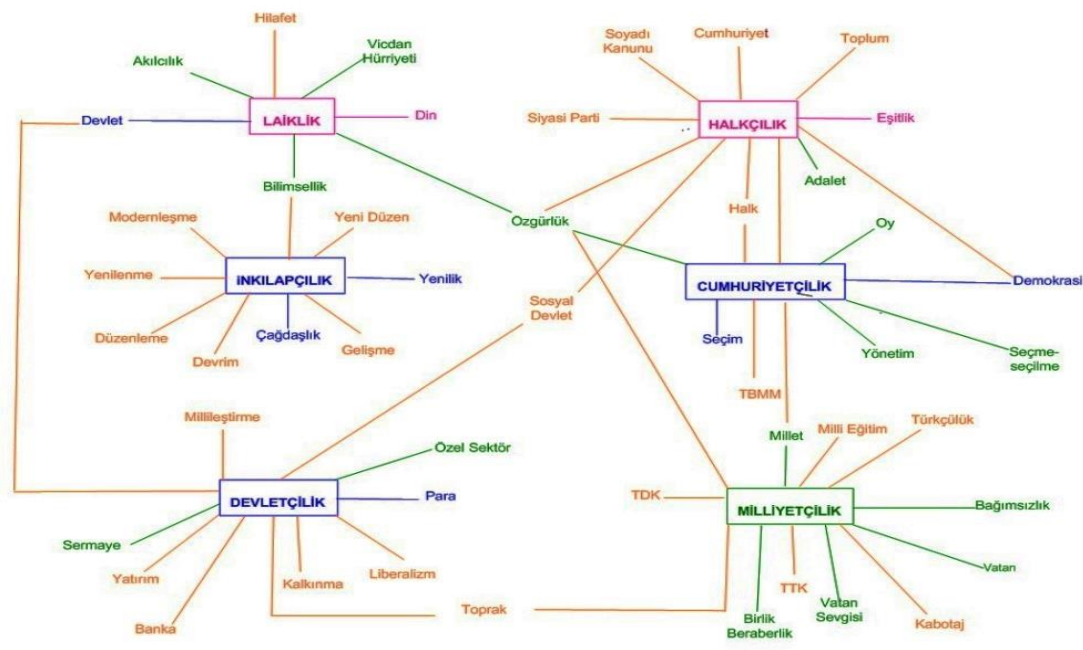 Hilafet
Vicdan
Hürriyeti
Akılcılık
Devlet
LAİKLİK
Din
Bilimsellik
Soyadı
Kanunu
Cumhuriyet
Toplum
Siyasi Parti
HALKÇILIK
Eşitlik
Adalet
Halk
Özgürlük
Modernleşme
Yeni Düzen
Yenilenme
İNKILAPÇILIK
Yenilik
Düzenleme
Devrim
Çağdaşlık
Gelişme
Sosyal
Devlet
Oy
CUMHURİYETÇİLİK
Demokrasi
Seçim
Yönetim
Seçme-
seçilme
TBMM
Millileştirme
Özel Sektör
DEVLETÇİLİK
Para
Sermaye
Yatırım
Banka
Kalkınma
Liberalizm
Toprak
Millet
Milli Eğitim
Türkçülük
TDK
MİLLİYETÇİLİK
Bağımsızlık
Vatan
TTK
Birlik
Beraberlik
Vatan
Sevgisi
Kabotaj